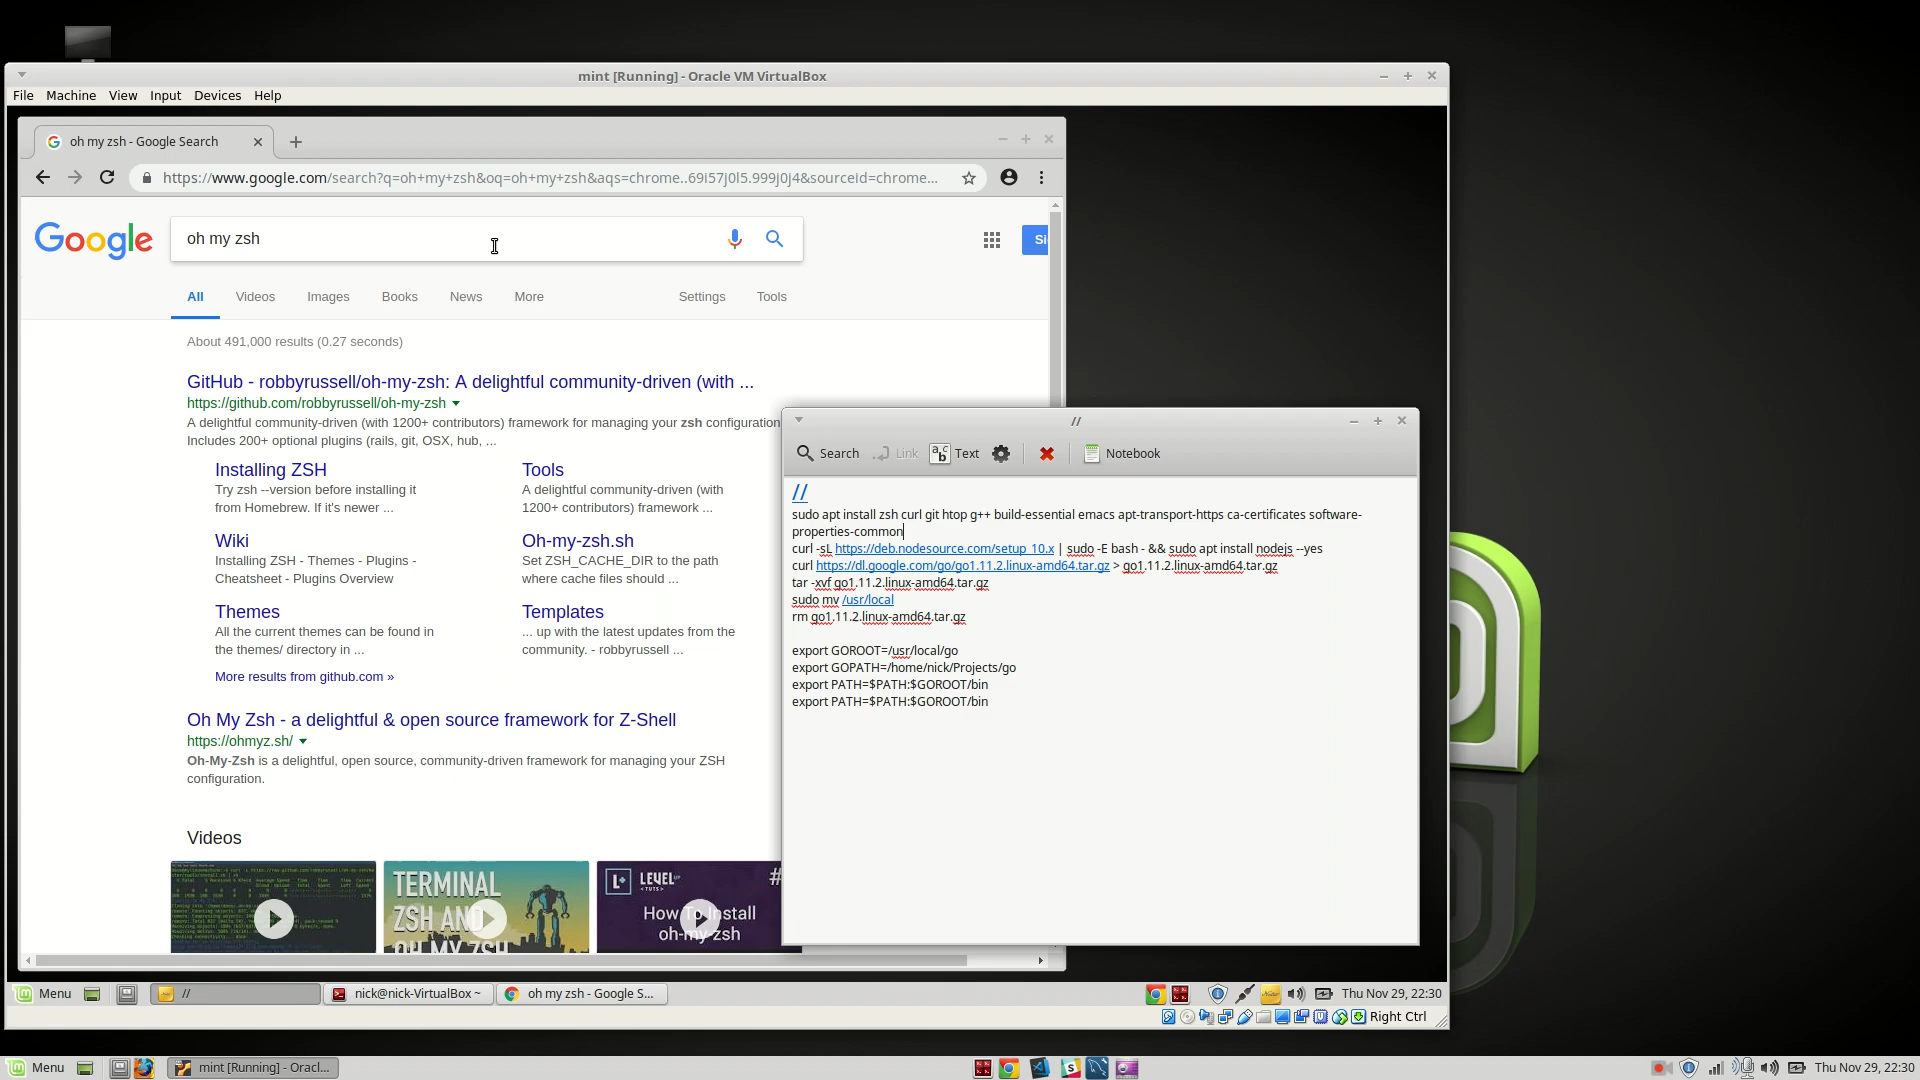 mint [Running] - Oracle VM VirtualBox
File Machine View Input Devices Help
oh my zsh - Google Search
https://www.google.com/search?q=oh+my+zsh&oq=oh+my+zsh&aqs=chrome..69i57j0l5.999j0j4&sourceid=chrome...
Google
oh my zsh
Si
All Videos Images Books News More Settings Tools
About 491,000 results (0.27 seconds)
GitHub - robbyrussell/oh-my-zsh: A delightful community-driven (with ...
https://github.com/robbyrussell/oh-my-zsh
A delightful community-driven (with 1200+ contributors) framework for managing your zsh configuration
Includes 200+ optional plugins (rails, git, OSX, hub, ...
Installing ZSH
Try zsh --version before installing it
from Homebrew. If it's newer ...
Tools
A delightful community-driven (with
1200+ contributors) framework ...
Wiki
Installing ZSH - Themes - Plugins -
Cheatsheet - Plugins Overview
Oh-my-zsh.sh
Set ZSH_CACHE_DIR to the path
where cache files should ...
Themes
All the current themes can be found in
the themes/ directory in ...
Templates
... up with the latest updates from the
community. - robbyrussell ...
More results from github.com »
Oh My Zsh - a delightful & open source framework for Z-Shell
https://ohmyz.sh/
Oh-My-Zsh is a delightful, open source, community-driven framework for managing your ZSH
configuration.
Videos
TERMINAL
ZSH AND
OH MY ZSH
LEVEL
<TUTS>
#
How To Install
oh-my-zsh
//
Search Link Text Notebook
//
sudo apt install zsh curl git htop g++ build-essential emacs apt-transport-https ca-certificates software-
properties-common
curl -sL https://deb.nodesource.com/setup_10.x | sudo -E bash - && sudo apt install nodejs --yes
curl https://dl.google.com/go/go1.11.2.linux-amd64.tar.gz > go1.11.2.linux-amd64.tar.gz
tar -xvf go1.11.2.linux-amd64.tar.gz
sudo mv /usr/local
rm go1.11.2.linux-amd64.tar.gz
export GOROOT=/usr/local/go
export GOPATH=/home/nick/Projects/go
export PATH=$PATH:$GOROOT/bin
export PATH=$PATH:$GOROOT/bin
Menu // nick@nick-VirtualBox ~ oh my zsh - Google S... Thu Nov 29, 22:30
Right Ctrl
Menu mint [Running] - Oracl... Thu Nov 29, 22:30